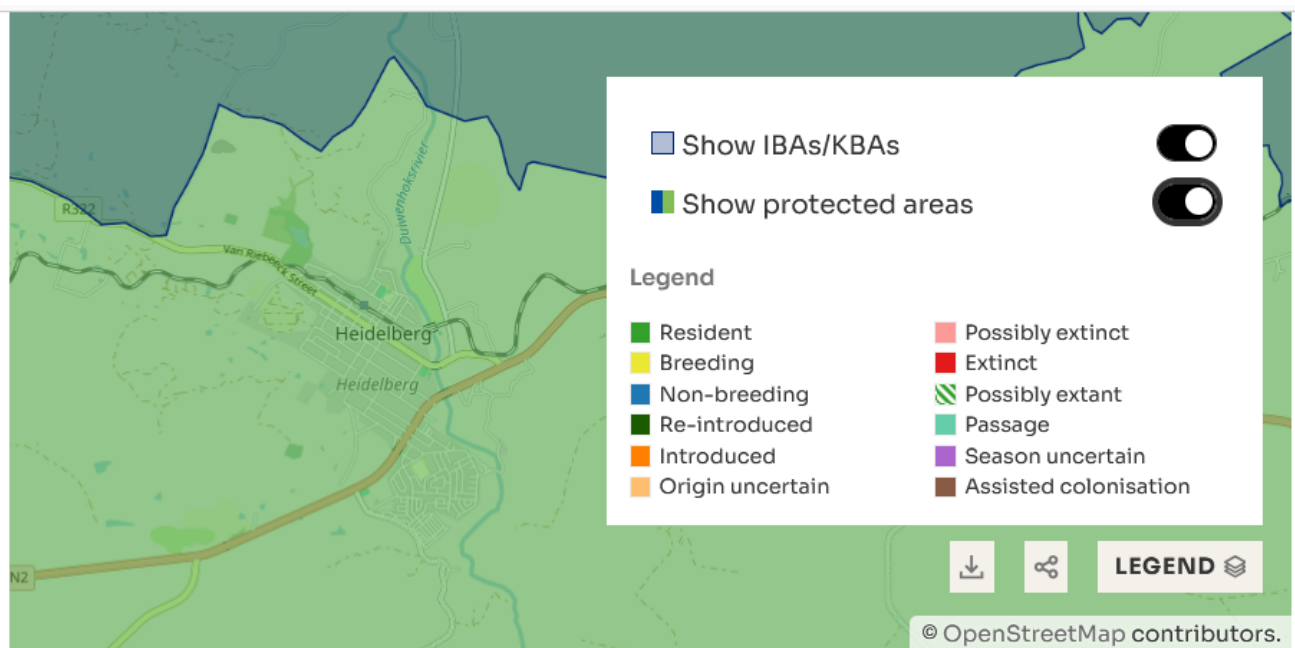 Show IBAs/KBAs
Show protected areas
Legend
Resident
Breeding
Non-breeding
Re-introduced
Introduced
Origin uncertain
Possibly extinct
Extinct
Possibly extant
Passage
Season uncertain
Assisted colonisation
R322
Duiwenhoksrivier
Van Riebeeck Street
Heidelberg
Heidelberg
N2
LEGEND
© OpenStreetMap contributors.